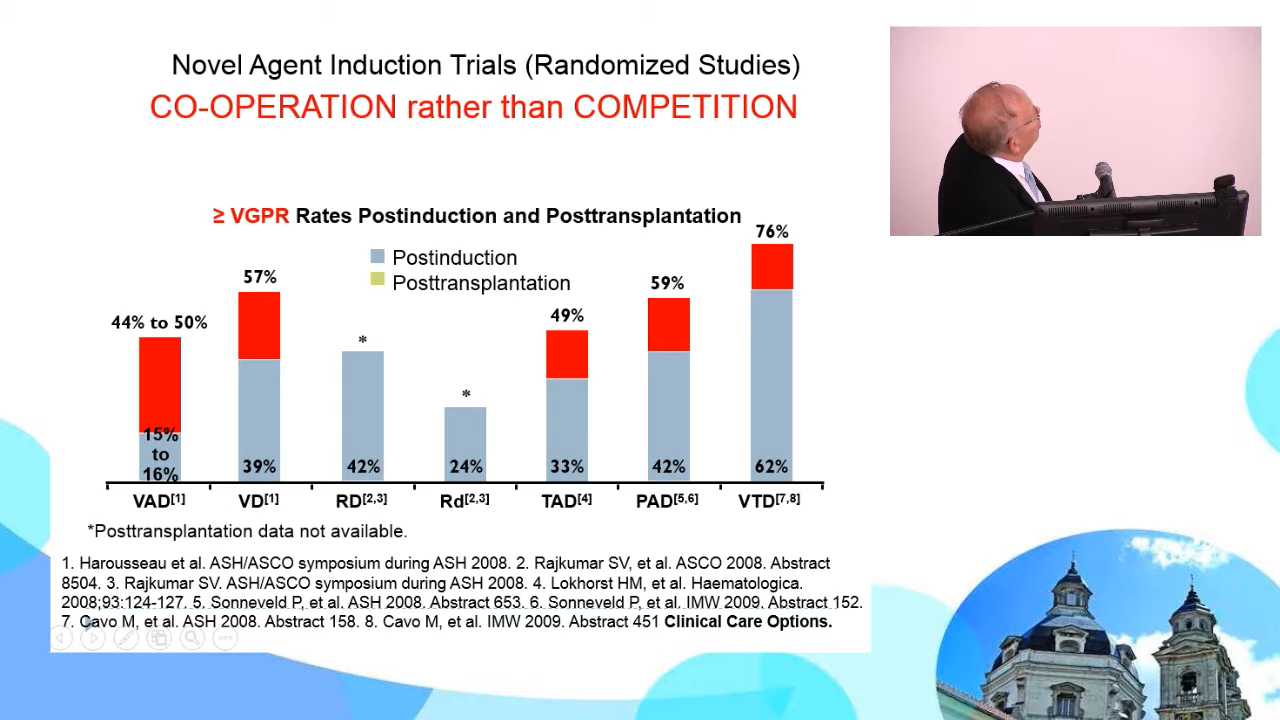 Novel Agent Induction Trials (Randomized Studies)
CO-OPERATION rather than COMPETITION
≥ VGPR Rates Postinduction and Posttransplantation
Postinduction
Posttransplantation
44% to 50%
57%
*
*
49%
59%
76%
15%
to
16%
39%
42%
24%
33%
42%
62%
VAD[1]
VD[1]
RD[2,3]
Rd[2,3]
TAD[4]
PAD[5,6]
VTD[7,8]
*Posttransplantation data not available.
1. Harousseau et al. ASH/ASCO symposium during ASH 2008. 2. Rajkumar SV, et al. ASCO 2008. Abstract
8504. 3. Rajkumar SV. ASH/ASCO symposium during ASH 2008. 4. Lokhorst HM, et al. Haematologica.
2008;93:124-127. 5. Sonneveld P, et al. ASH 2008. Abstract 653. 6. Sonneveld P, et al. IMW 2009. Abstract 152.
7. Cavo M, et al. ASH 2008. Abstract 158. 8. Cavo M, et al. IMW 2009. Abstract 451 Clinical Care Options.